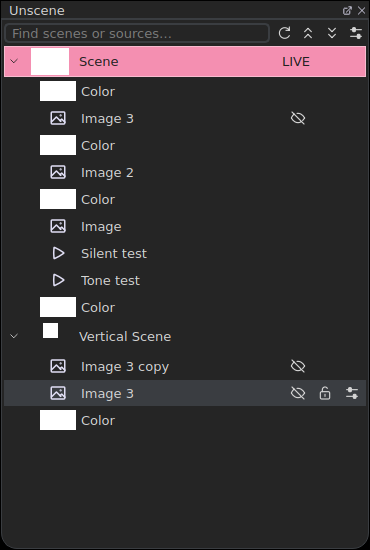 Unscene
Find scenes or sources...
Scene LIVE
Color
Image 3
Color
Image 2
Color
Image
Silent test
Tone test
Color
Vertical Scene
Image 3 copy
Image 3
Color